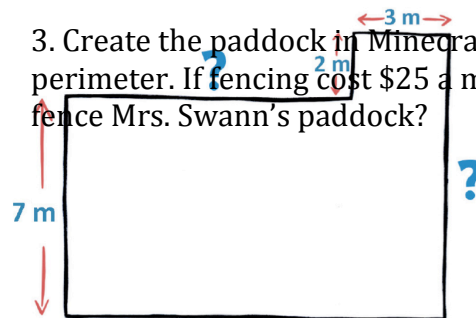 3 m
3. Create the paddock in Minecra
?
2 m
perimeter. If fencing cost $25 a m
fence Mrs. Swann's paddock?
?
7 m